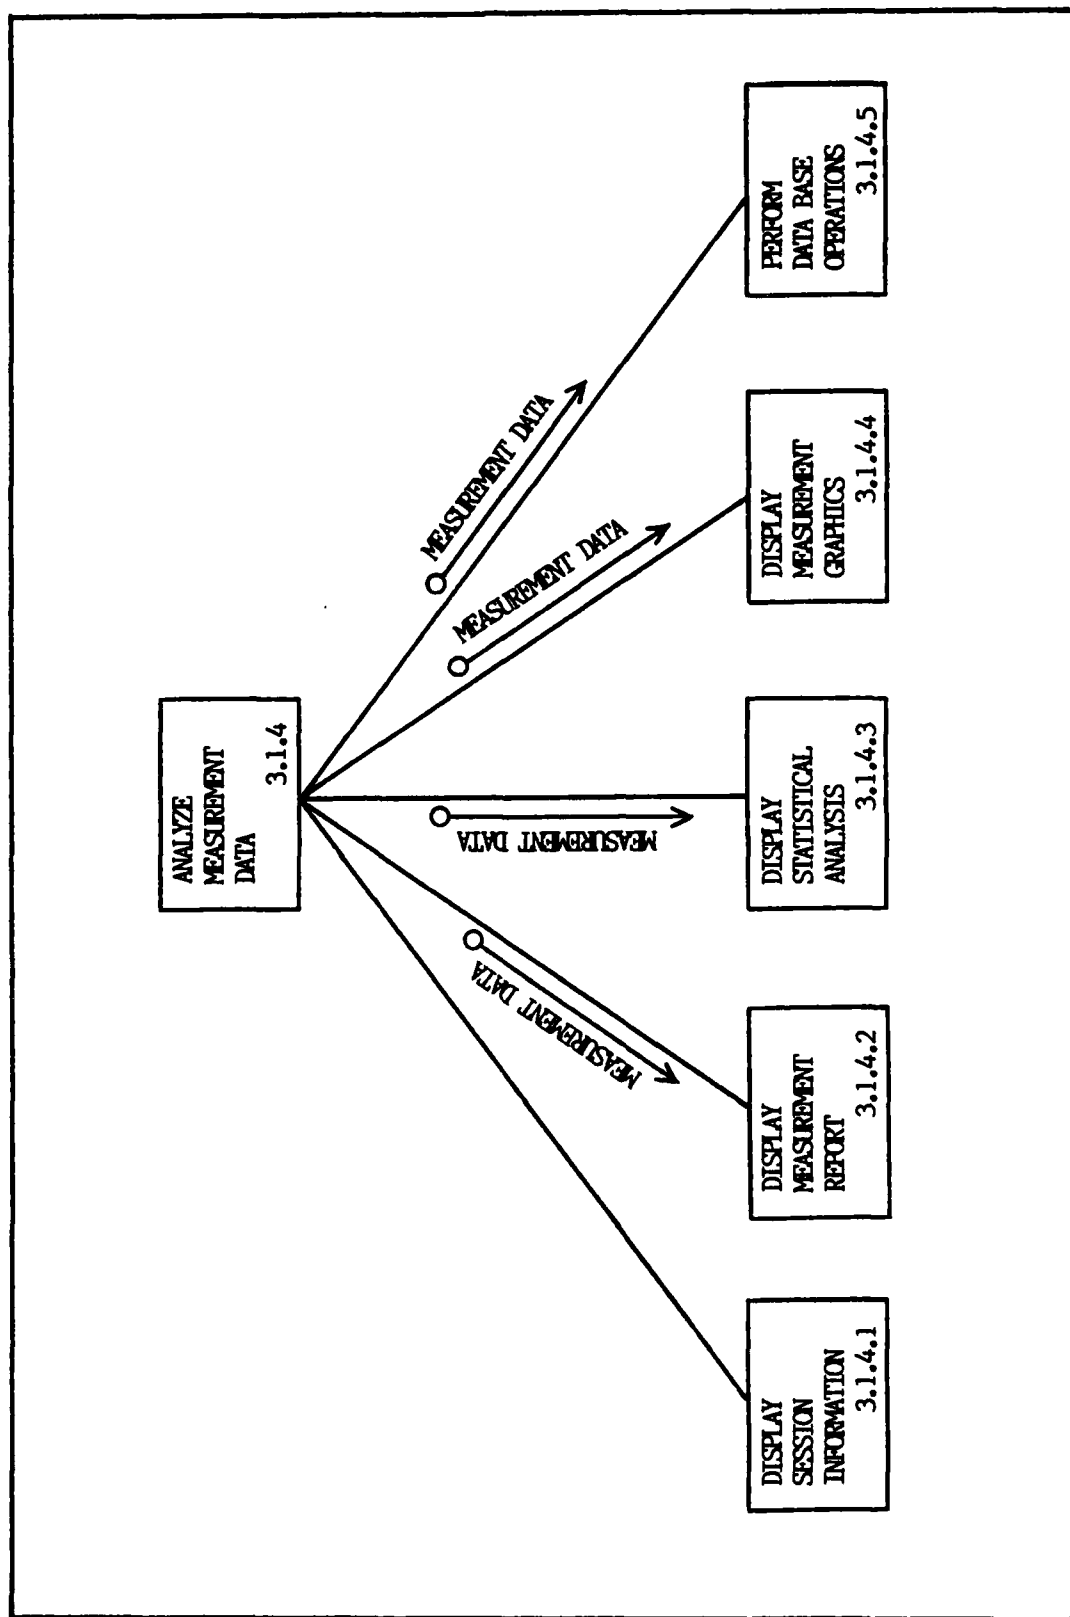 ANALYZE
MEASUREMENT
DATA
3.1.4
MEASUREMENT DATA
MEASUREMENT DATA
MEASUREMENT DATA
MEASUREMENT DATA
DISPLAY
SESSION
INFORMATION
3.1.4.1
DISPLAY
MEASUREMENT
REPORT
3.1.4.2
DISPLAY
STATISTICAL
ANALYSIS
3.1.4.3
DISPLAY
MEASUREMENT
GRAPHICS
3.1.4.4
PERFORM
DATA BASE
OPERATIONS
3.1.4.5